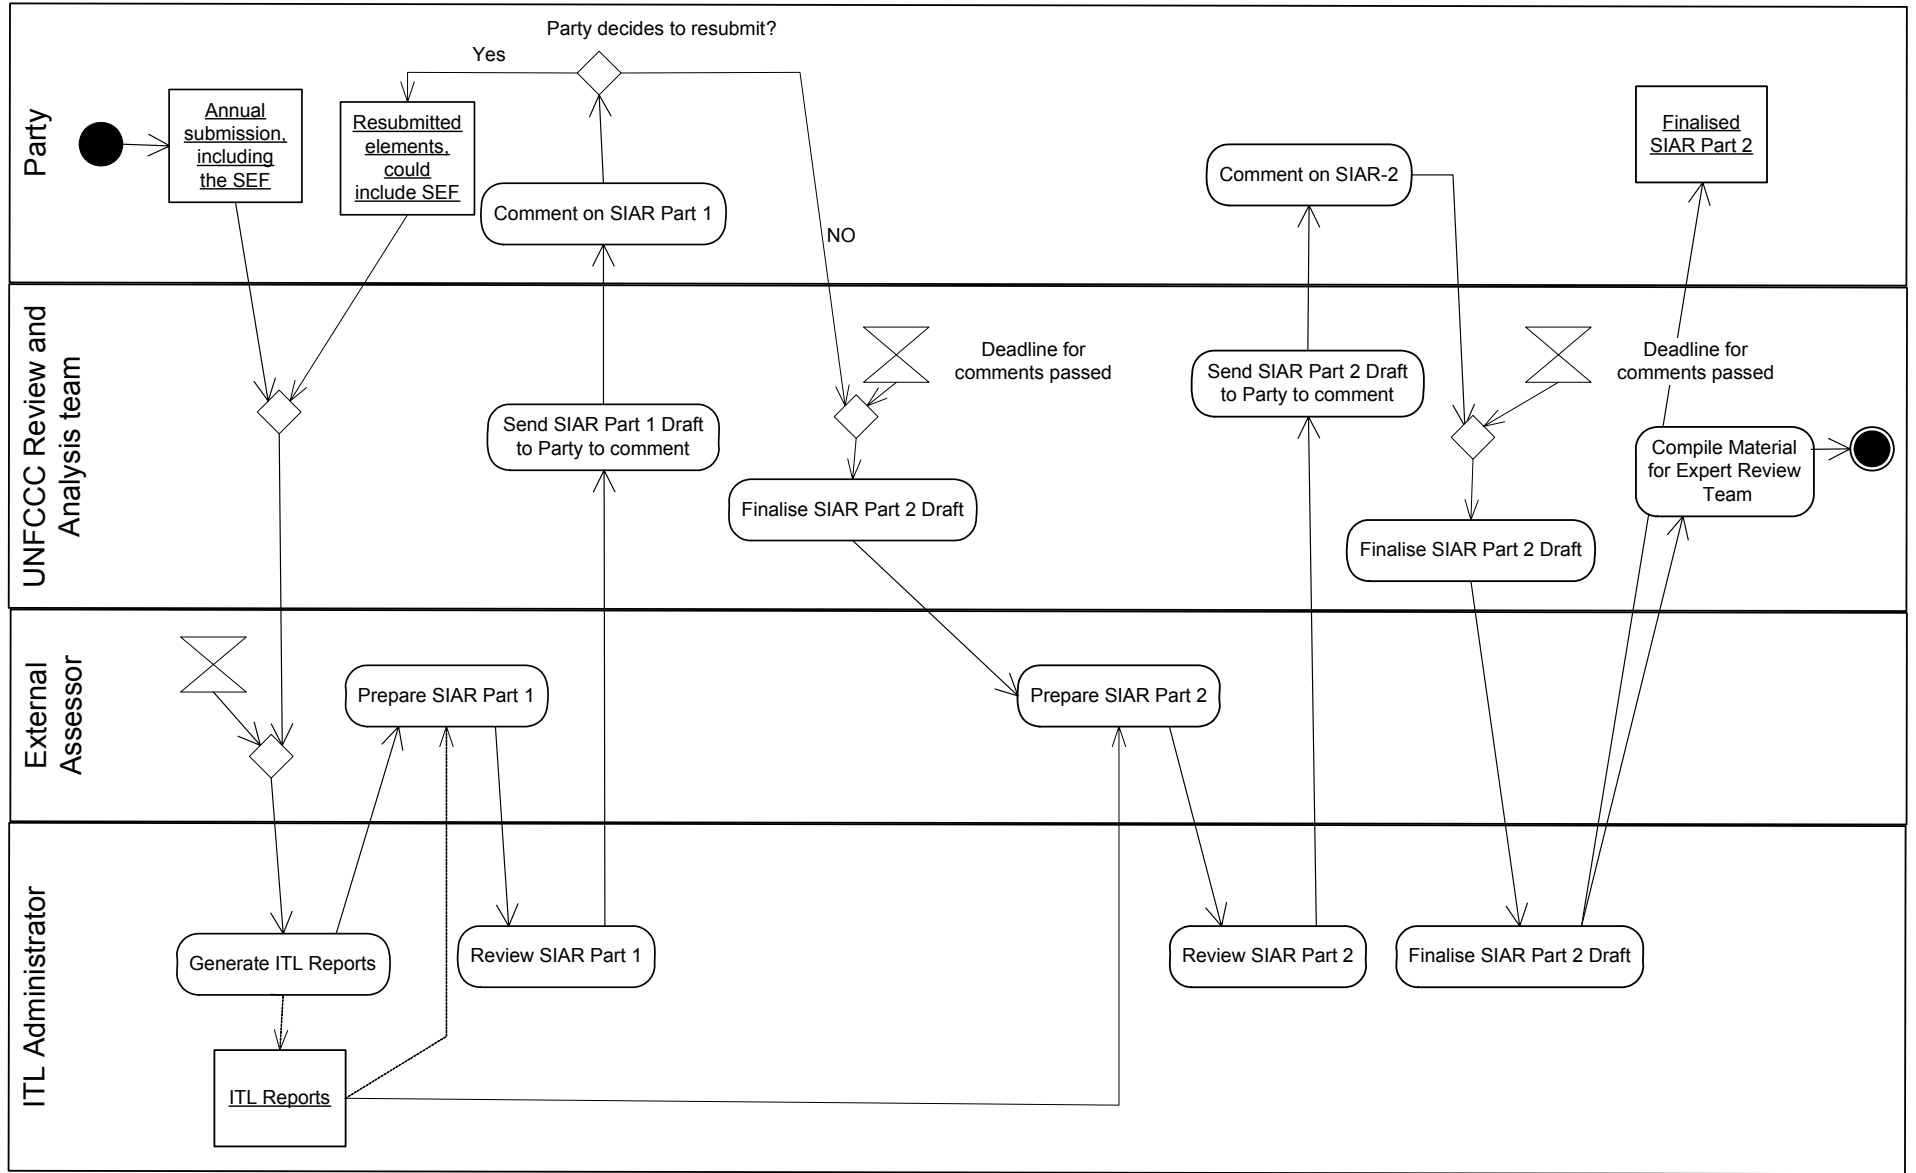 Party
Party decides to resubmit?
Yes
NO
Annual
submission,
including
the SEF
Resubmitted
elements,
could
include SEF
Comment on SIAR Part 1
Comment on SIAR-2
Finalised
SIAR Part 2
UNFCCC Review and
Analysis team
Send SIAR Part 1 Draft
to Party to comment
Deadline for
comments passed
Finalise SIAR Part 2 Draft
Send SIAR Part 2 Draft
to Party to comment
Deadline for
comments passed
Finalise SIAR Part 2 Draft
Compile Material
for Expert Review
Team
External
Assessor
Prepare SIAR Part 1
Prepare SIAR Part 2
ITL Administrator
Generate ITL Reports
Review SIAR Part 1
Review SIAR Part 2
Finalise SIAR Part 2 Draft
ITL Reports